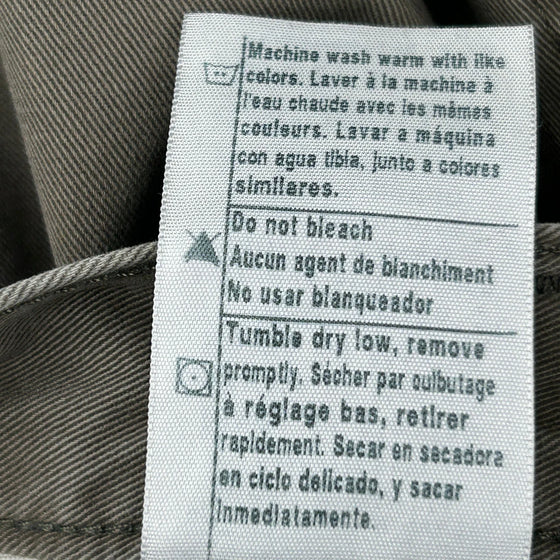 Machine wash warm with like
colors. Laver à la machine à
l'eau chaude avec les mêmes
couleurs. Lavar a máquina
con agua tibia, junto a colores
similares.
Do not bleach
Aucun agent de blanchiment
No usar blanqueador
Tumble dry low, remove
promptly. Sécher par culbutage
à réglage bas, retirer
rapidement. Secar en secadora
en ciclo delicado, y sacar
inmediatamente.